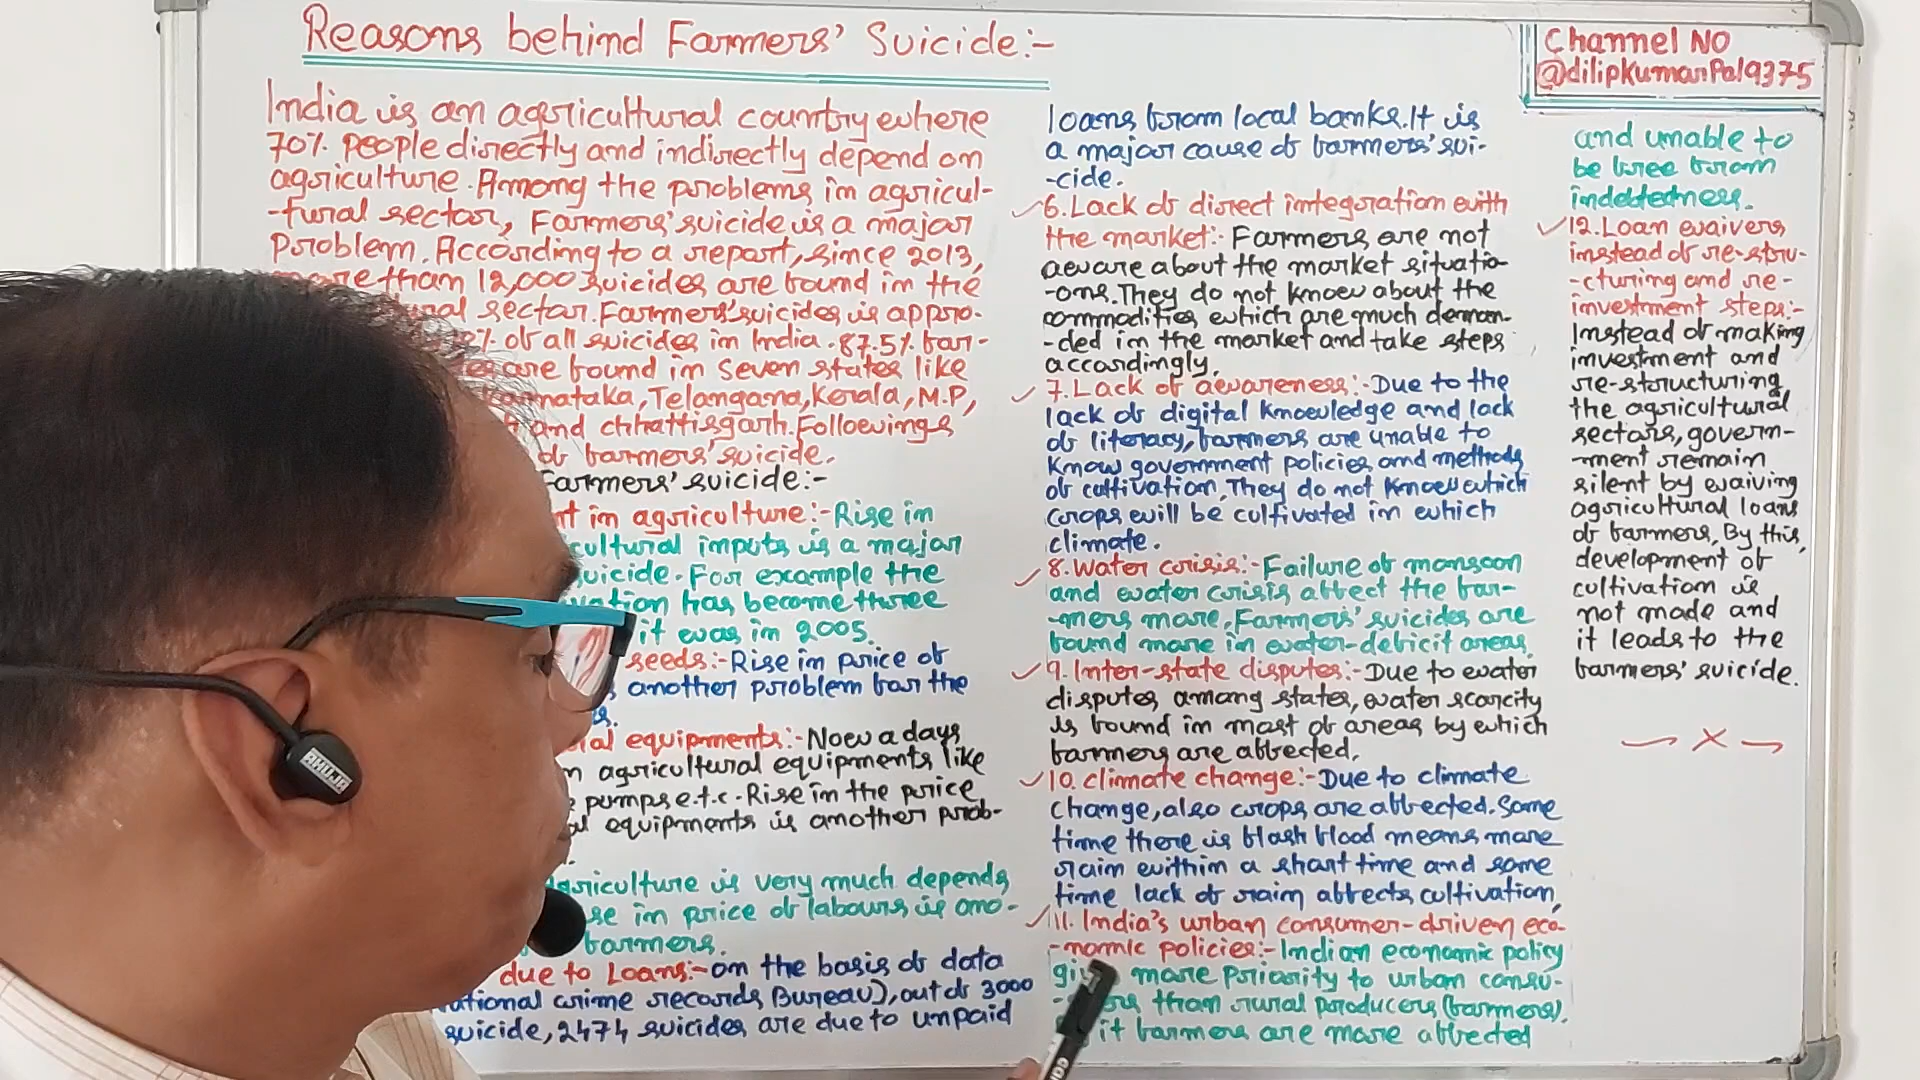 Reasons behind Farmers' Suicide:-
Channel NO
@dilipkumarPal9375
India is an agricultural country where
70% People directly and indirectly depend on
agriculture. Among the problems in agricul-
-tural sector, Farmers' suicide is a major
Problem. According to a report, since 2013,
more than 12,000 suicides are found in the
sector. Farmers' suicides is appro-
% of all suicides in India. 87.5% far-
are found in seven states like
Karnataka, Telangana, Kerala, M.P,
and chhattisgarh. Followings
of farmers' suicide.
Farmers' suicide:-
in agriculture:- Rise in
inputs is a major
suicide. For example the
has become three
it was in 2005.
seeds:- Rise in price of
another problem for the
equipments:- Now a days
agricultural equipments like
pumps e.t.c. Rise in the price
equipments is another prob-
Agriculture is very much depends
in price of labours is ano-
farmers.
due to Loans:- on the basis of data
crime records Bureau), out of 3000
suicide, 2474 suicides are due to unpaid
loans from local banks. It is
a major cause of farmers' sui-
-cide.
6. Lack of direct integration with
the market:- Farmers are not
aware about the market situatio-
-ons. They do not know about the
commodities which are much deman-
-ded in the market and take steps
accordingly.
7. Lack of awareness:- Due to the
lack of digital knowledge and lack
of literacy, farmers are unable to
know government policies and methods
of cultivation. They do not know which
crops will be cultivated in which
climate.
8. Water crisis:- Failure of monsoon
and water crisis affect the far-
-mers more. Farmers' suicides are
found more in water-deficit areas.
9. Inter-state disputes:- Due to water
disputes among states, water scarcity
is found in most of areas by which
farmers are affected.
10. Climate change:- Due to climate
change, also crops are affected. Some
time there is flash flood means more
rain within a short time and some
time lack of rain affects cultivation.
11. India's urban consumer-driven eco-
-nomic policies:- Indian economic policy
more Priority to urban consu-
than rural producers (farmers).
it farmers are more affected
and unable to
be free from
indebtedness.
12. Loan waivers
instead of re-stru-
-cturing and re-
investment steps:-
Instead of making
investment and
re-structuring
the agricultural
sectors, govern-
-ment remain
silent by waiving
agricultural loans
of farmers. By this,
development of
cultivation is
not made and
it leads to the
farmers' suicide.
— X —
AHUJA